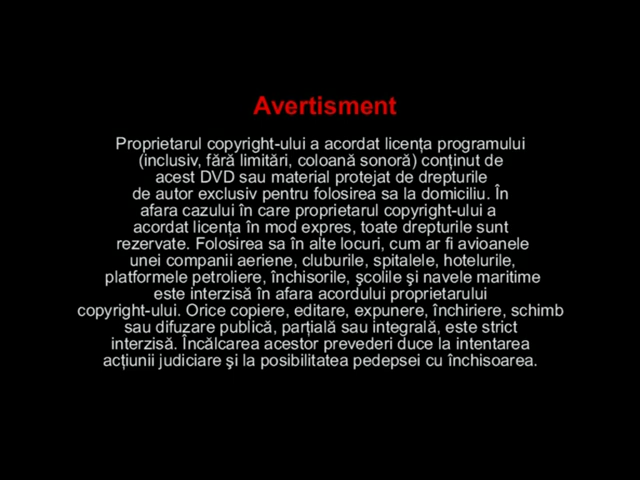 Avertisment
Proprietarul copyright-ului a acordat licența programului
(inclusiv, fără limitări, coloană sonoră) conținut de
acest DVD sau material protejat de drepturile
de autor exclusiv pentru folosirea sa la domiciliu. În
afara cazului în care proprietarul copyright-ului a
acordat licența în mod expres, toate drepturile sunt
rezervate. Folosirea sa în alte locuri, cum ar fi avioanele
unei companii aeriene, cluburile, spitalele, hotelurile,
platformele petroliere, închisorile, şcolile şi navele maritime
este interzisă în afara acordului proprietarului
copyright-ului. Orice copiere, editare, expunere, închiriere, schimb
sau difuzare publică, parțială sau integrală, este strict
interzisă. Încălcarea acestor prevederi duce la intentarea
acțiunii judiciare şi la posibilitatea pedepsei cu închisoarea.